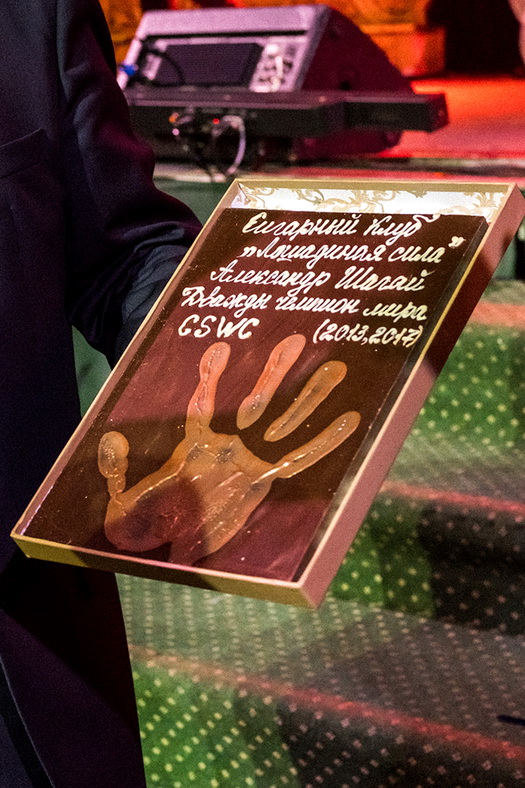 Сигарный Клуб
"Лошадиная сила"
Александр Шагай
Дважды чемпион мира
CSWC (2013,2017)